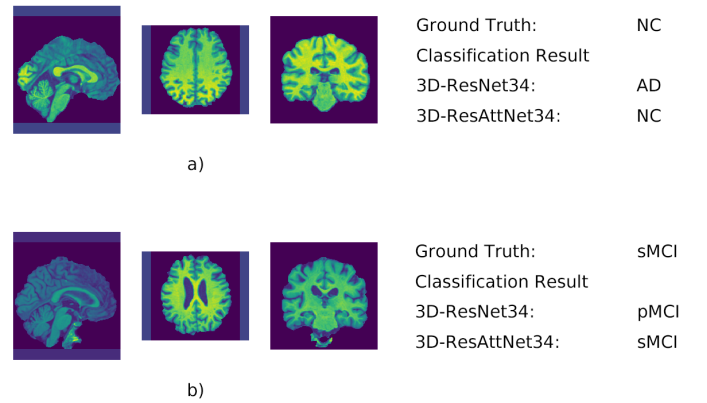 Ground Truth: NC
Classification Result
3D-ResNet34: AD
3D-ResAttNet34: NC
a)
Ground Truth: sMCI
Classification Result
3D-ResNet34: pMCI
3D-ResAttNet34: sMCI
b)